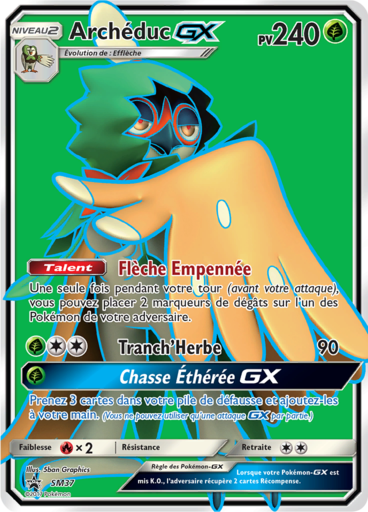 NIVEAU2 Archéduc GX PV240
Évolution de : Efflèche
Talent Flèche Empennée
Une seule fois pendant votre tour (avant votre attaque),
vous pouvez placer 2 marqueurs de dégâts sur l'un des
Pokémon de votre adversaire.
Tranch'Herbe 90
Chasse Éthérée GX
Prenez 3 cartes dans votre pile de défausse et ajoutez-les
à votre main. (Vous ne pouvez utiliser qu'une attaque GX par partie.)
Faiblesse ×2 Résistance Retraite
Illus. 5ban Graphics
Règle des Pokémon-GX
Lorsque votre Pokémon-GX est
mis K.O., l'adversaire récupère 2 cartes Récompense.
SM37
©2017 Pokémon